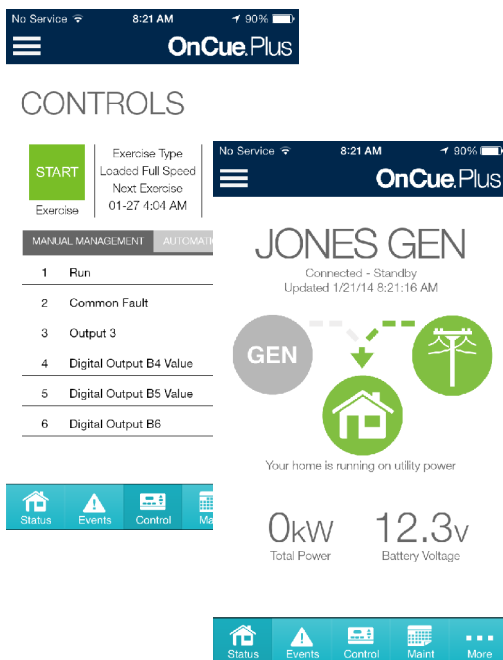 No Service 8:21 AM 90%
OnCue.Plus
CONTROLS
START
Exercise
Exercise Type
Loaded Full Speed
Next Exercise
01-27 4:04 AM
MANUAL MANAGEMENT AUTOMATI
1 Run
2 Common Fault
3 Output 3
4 Digital Output B4 Value
5 Digital Output B5 Value
6 Digital Output B6
Status Events Control Ma
No Service 8:21 AM 90%
OnCue.Plus
JONES GEN
Connected - Standby
Updated 1/21/14 8:21:16 AM
GEN
Your home is running on utility power
0kW 12.3v
Total Power Battery Voltage
Status Events Control Maint More